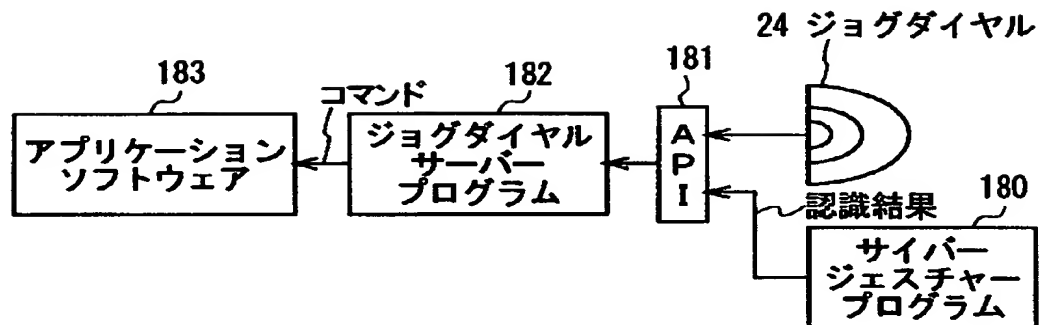 24 ジョグダイヤル
183
コマンド
182
181
アプリケーション
ソフトウェア
ジョグダイヤル
サーバー
プログラム
API
認識結果
180
サイバー
ジェスチャー
プログラム